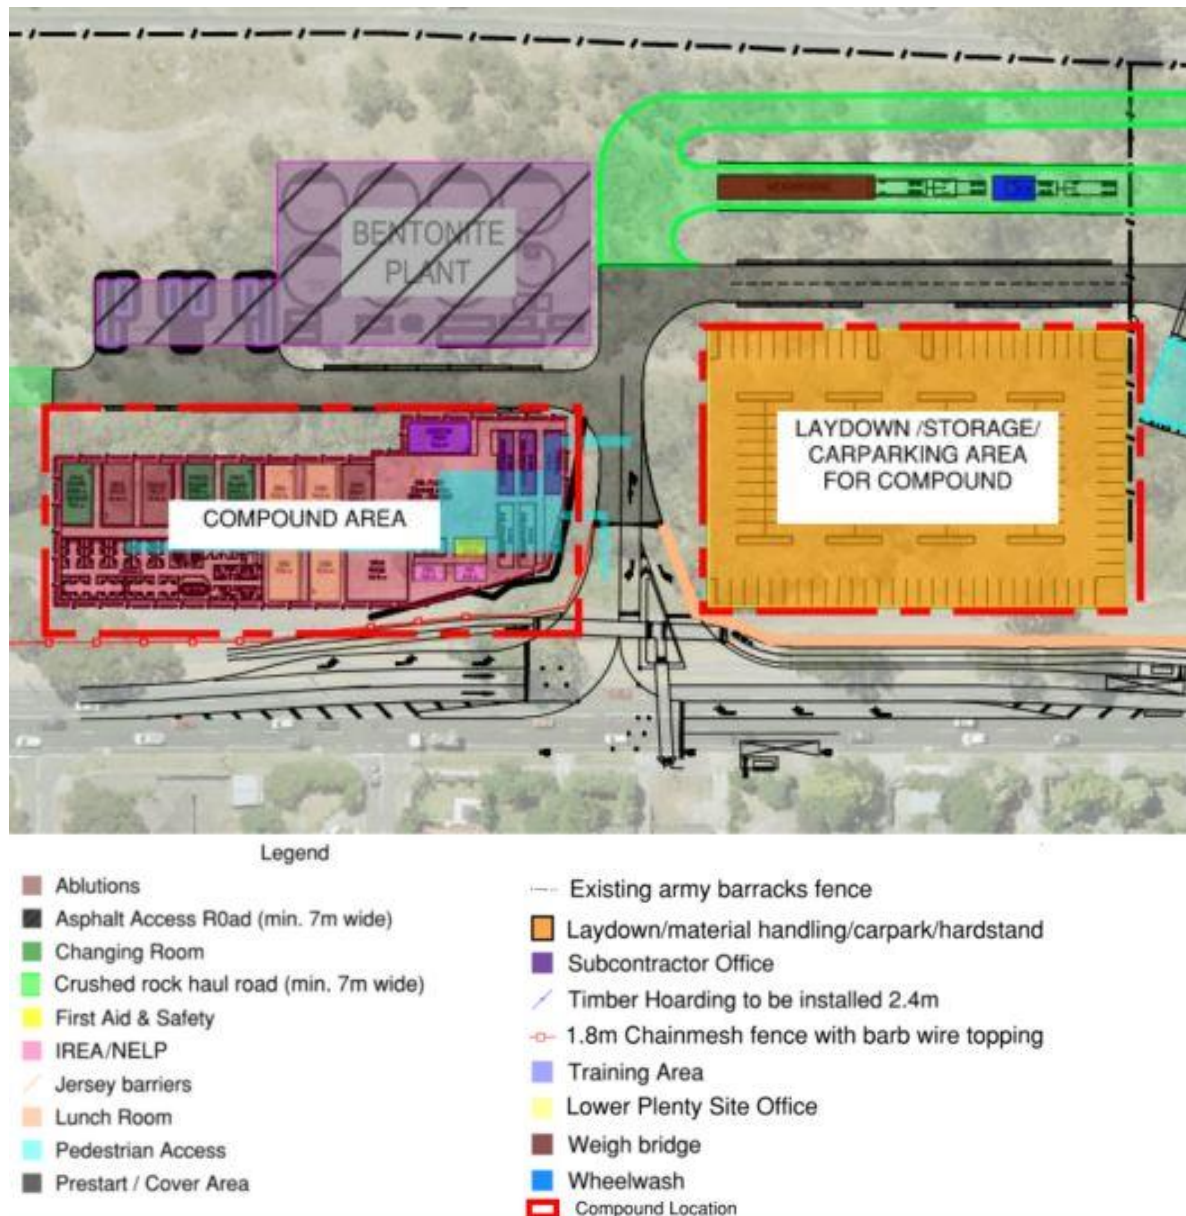 BENTONITE
PLANT
LAYDOWN /STORAGE/
CARPARKING AREA
FOR COMPOUND
COMPOUND AREA
Legend
Ablutions
Asphalt Access R0ad (min. 7m wide)
Changing Room
Crushed rock haul road (min. 7m wide)
First Aid & Safety
IREA/NELP
Jersey barriers
Lunch Room
Pedestrian Access
Prestart / Cover Area
Existing army barracks fence
Laydown/material handling/carpark/hardstand
Subcontractor Office
Timber Hoarding to be installed 2.4m
1.8m Chainmesh fence with barb wire topping
Training Area
Lower Plenty Site Office
Weigh bridge
Wheelwash
Compound Location